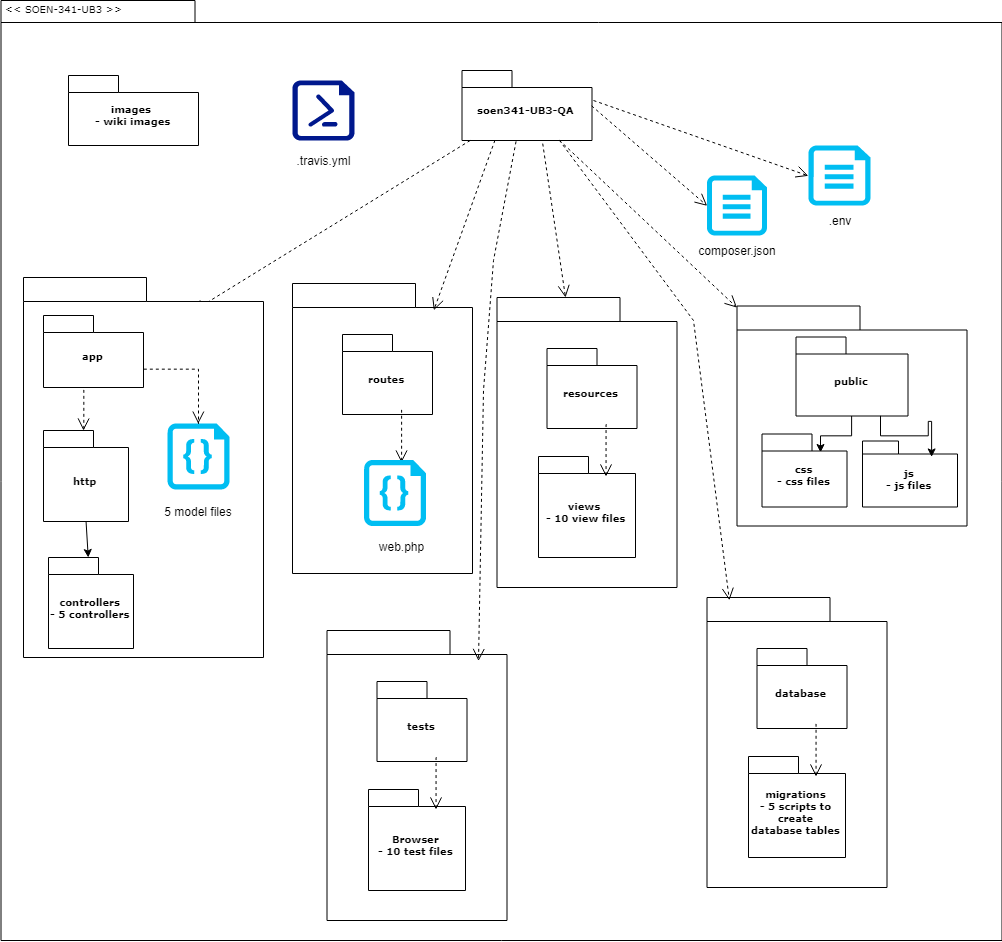 << SOEN-341-UB3 >>
images
- wiki images
.travis.yml
soen341-UB3-QA
composer.json
.env
app
http
5 model files
controllers
- 5 controllers
routes
{ }
web.php
resources
views
- 10 view files
public
css
- css files
js
- js files
tests
Browser
- 10 test files
database
migrations
- 5 scripts to
create
database tables